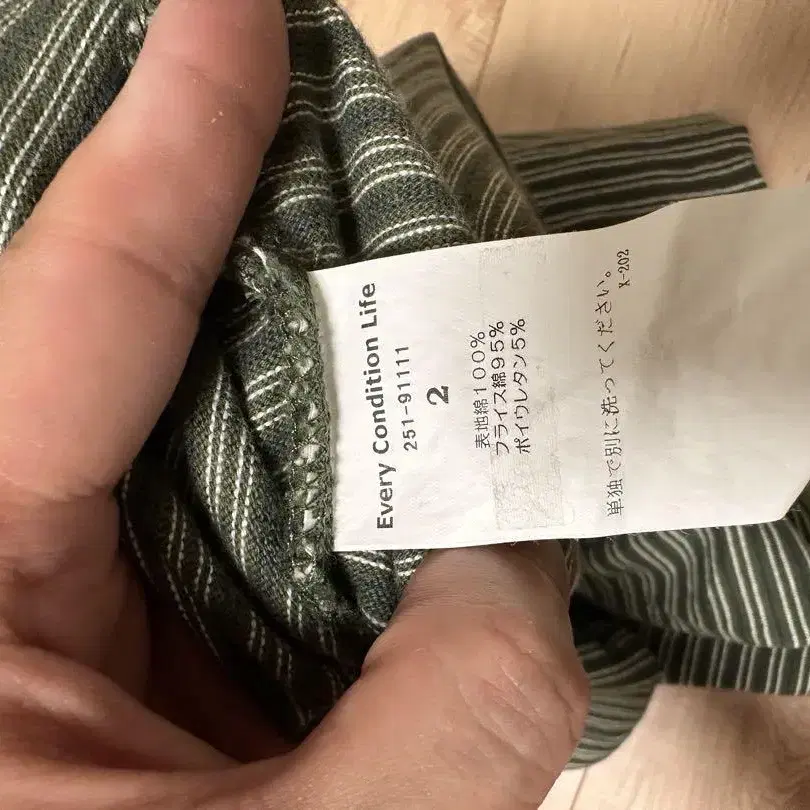 Every Condition Life
251-91111
2
表地綿100%
フライス綿95%
ポイウレタン5%
単独で別に洗ってください。
X-202